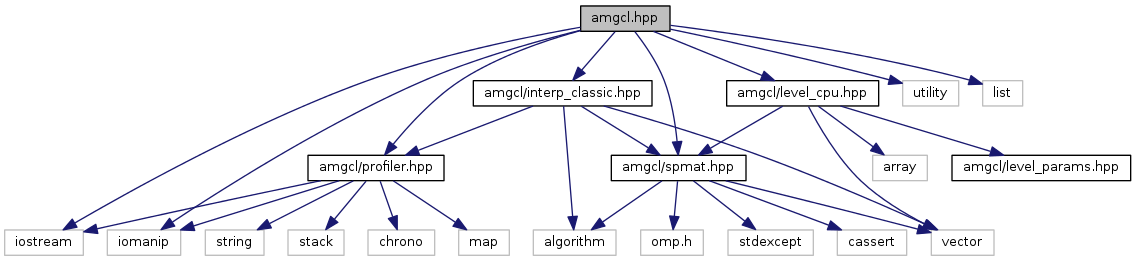 amgcl.hpp
amgcl/interp_classic.hpp
amgcl/level_cpu.hpp
utility
list
amgcl/profiler.hpp
amgcl/spmat.hpp
array
amgcl/level_params.hpp
iostream
iomanip
string
stack
chrono
map
algorithm
omp.h
stdexcept
cassert
vector